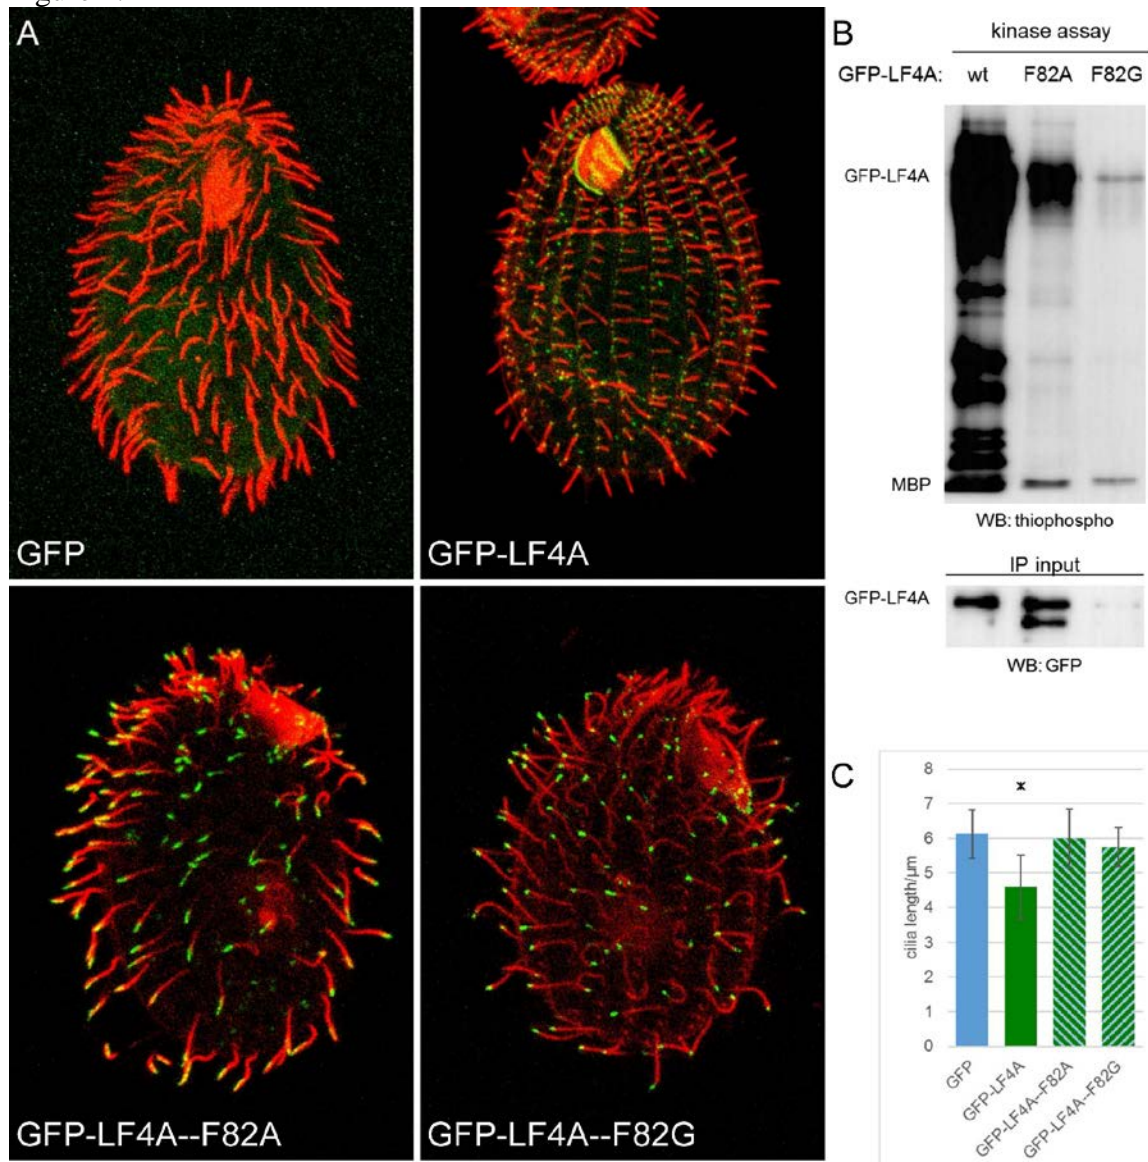 A
GFP
GFP-LF4A
GFP-LF4A--F82A
GFP-LF4A--F82G
B
kinase assay
GFP-LF4A: wt F82A F82G
GFP-LF4A
MBP
WB: thiophospho
IP input
GFP-LF4A
WB: GFP
C
8
7
6
5
4
3
2
1
0
cilia length/µm
GFP
GFP-LF4A
GFP-LF4A--F82A
GFP-LF4A--F82G